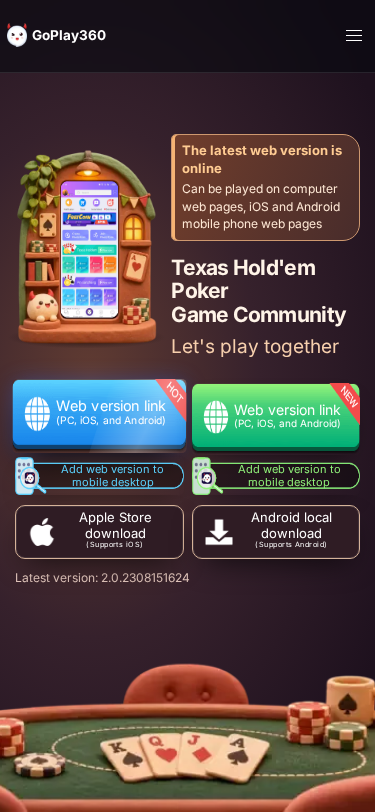 GoPlay360
The latest web version is
online
Can be played on computer
web pages, iOS and Android
mobile phone web pages
Texas Hold'em
Poker
Game Community
Let's play together
Web version link
(PC, iOS, and Android)
HOT
Web version link
(PC, iOS, and Android)
NEW
Add web version to
mobile desktop
Add web version to
mobile desktop
Apple Store
download
(Supports iOS)
Android local
download
(Supports Android)
Latest version: 2.0.2308151624
K
Q
J
A